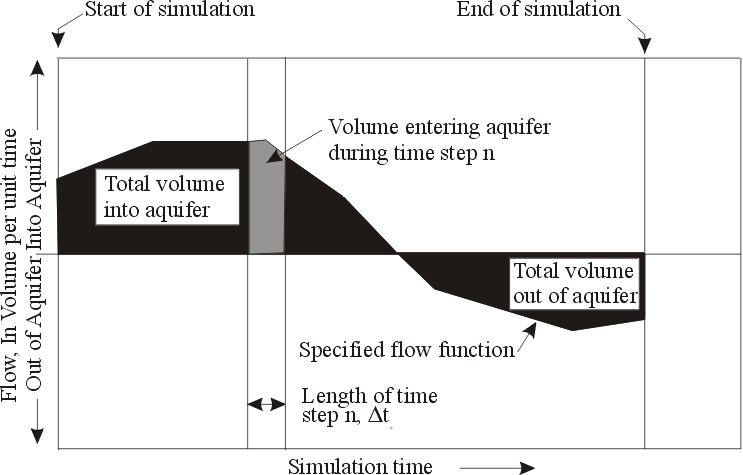 Start of simulation
End of simulation
Flow, In Volume per unit time
Out of Aquifer Into Aquifer
Volume entering aquifer
during time step n
Total volume
into aquifer
Total volume
out of aquifer
Specified flow function
Length of time
step n, Δt
Simulation time